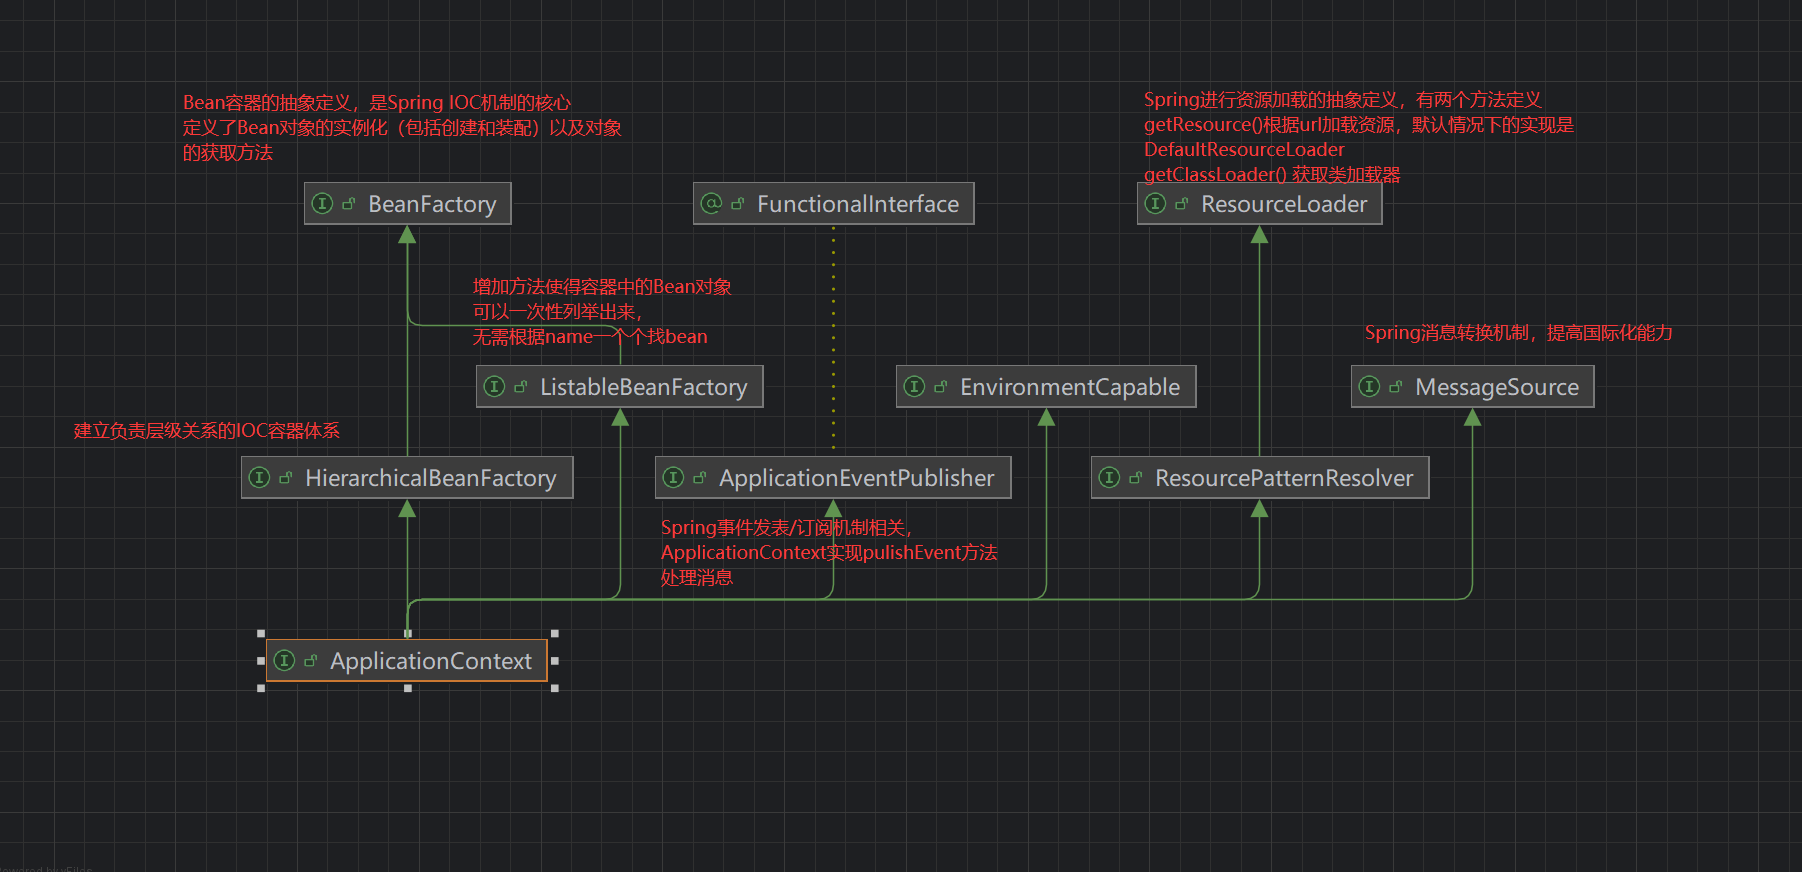 Bean容器的抽象定义，是Spring IOC机制的核心
定义了Bean对象的实例化（包括创建和装配）以及对象
的获取方法
Spring进行资源加载的抽象定义，有两个方法定义
getResource()根据url加载资源，默认情况下的实现是
DefaultResourceLoader
getClassLoader() 获取类加载器
BeanFactory
FunctionalInterface
ResourceLoader
增加方法使得容器中的Bean对象
可以一次性列举出来，
无需根据name一个个找bean
Spring消息转换机制，提高国际化能力
ListableBeanFactory
EnvironmentCapable
MessageSource
建立负责层级关系的IOC容器体系
HierarchicalBeanFactory
ApplicationEventPublisher
ResourcePatternResolver
Spring事件发表/订阅机制相关，
ApplicationContext实现pulishEvent方法
处理消息
ApplicationContext